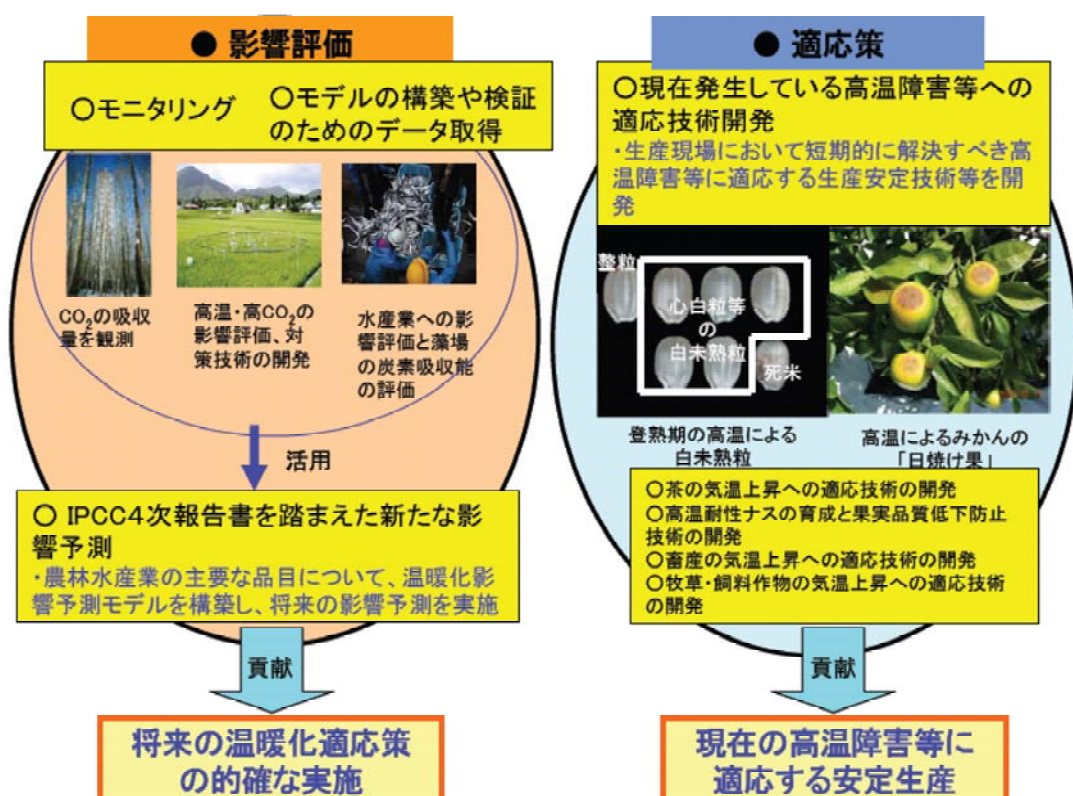 ● 影響評価
○モニタリング
○モデルの構築や検証
のためのデータ取得
CO₂の吸収
量を観測
高温・高CO₂の
影響評価、対
策技術の開発
水産業への影
響評価と藻場
の炭素吸収能
の評価
活用
○ IPCC4次報告書を踏まえた新たな影
響予測
・農林水産業の主要な品目について、温暖化影
響予測モデルを構築し、将来の影響予測を実施
貢献
将来の温暖化適応策
の的確な実施
● 適応策
○現在発生している高温障害等への
適応技術開発
・生産現場において短期的に解決すべき高
温障害等に適応する生産安定技術等を開
発
整粒
心白粒等
の
白未熟粒
死米
登熟期の高温による
白未熟粒
高温によるみかんの
「日焼け果」
○茶の気温上昇への適応技術の開発
○高温耐性ナスの育成と果実品質低下防止
技術の開発
○畜産の気温上昇への適応技術の開発
○牧草・飼料作物の気温上昇への適応技術
の開発
貢献
現在の高温障害等に
適応する安定生産